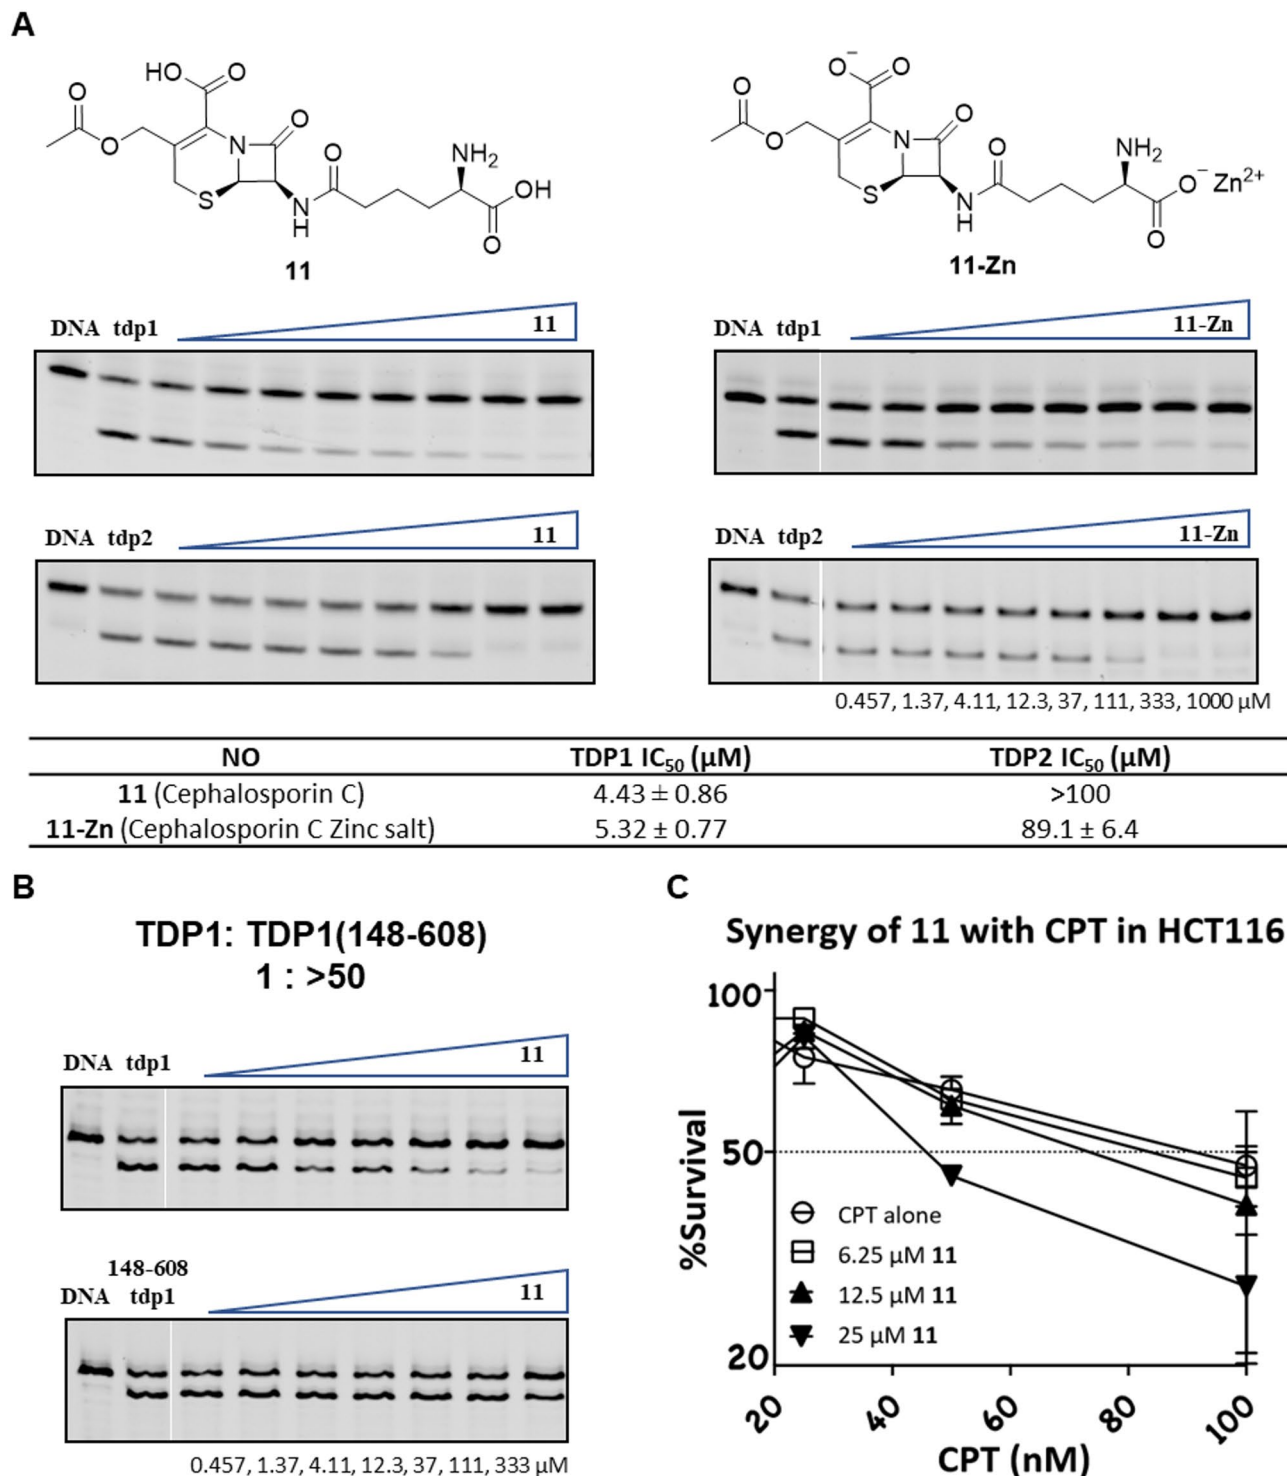 A
HO O
O
O
O
N
S
N
H
O
NH2
OH
O
11
O⁻ O
O
O
O
N
S
N
H
O
NH2
O⁻ Zn2+
O
11-Zn
DNA tdp1 11
DNA tdp1 11-Zn
DNA tdp2 11
DNA tdp2 11-Zn
0.457, 1.37, 4.11, 12.3, 37, 111, 333, 1000 µM
NO TDP1 IC50 (µM) TDP2 IC50 (µM)
11 (Cephalosporin C) 4.43 ± 0.86 >100
11-Zn (Cephalosporin C Zinc salt) 5.32 ± 0.77 89.1 ± 6.4
B
TDP1: TDP1(148-608)
1 : >50
DNA tdp1 11
148-608
DNA tdp1 11
0.457, 1.37, 4.11, 12.3, 37, 111, 333 µM
C
Synergy of 11 with CPT in HCT116
100
50
20
%Survival
CPT alone
6.25 µM 11
12.5 µM 11
25 µM 11
20 40 60 80 100
CPT (nM)